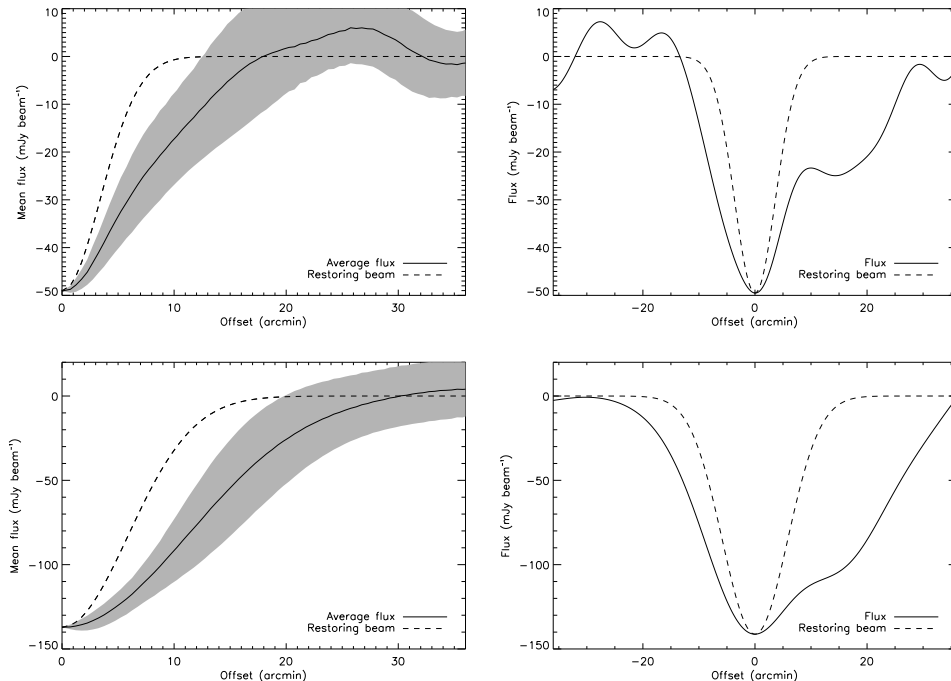 10
0
−10
−20
−30
−40
−50
Mean flux (mJy beam⁻¹)
0 10 20 30
Offset (arcmin)
Average flux
Restoring beam
10
0
−10
−20
−30
−40
−50
Flux (mJy beam⁻¹)
−20 0 20
Offset (arcmin)
Flux
Restoring beam
0
−50
−100
−150
Mean flux (mJy beam⁻¹)
0 10 20 30
Offset (arcmin)
Average flux
Restoring beam
0
−50
−100
−150
Flux (mJy beam⁻¹)
−20 0 20
Offset (arcmin)
Flux
Restoring beam